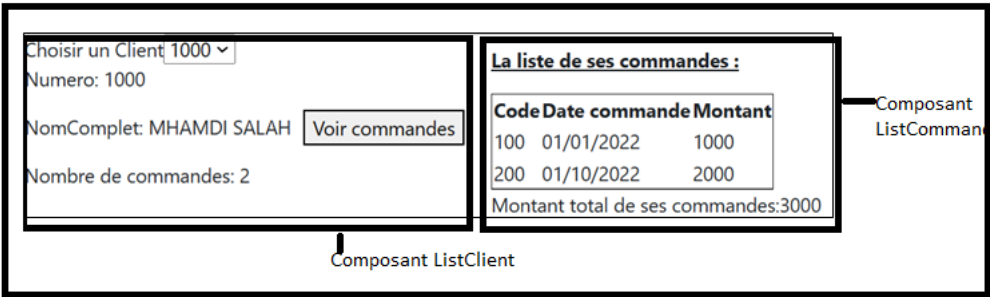 Choisir un Client 1000
Numero: 1000
NomComplet: MHAMDI SALAH Voir commandes
Nombre de commandes: 2
La liste de ses commandes :
Code Date commande Montant
100 01/01/2022 1000
200 01/10/2022 2000
Montant total de ses commandes:3000
Composant
Composant ListClient